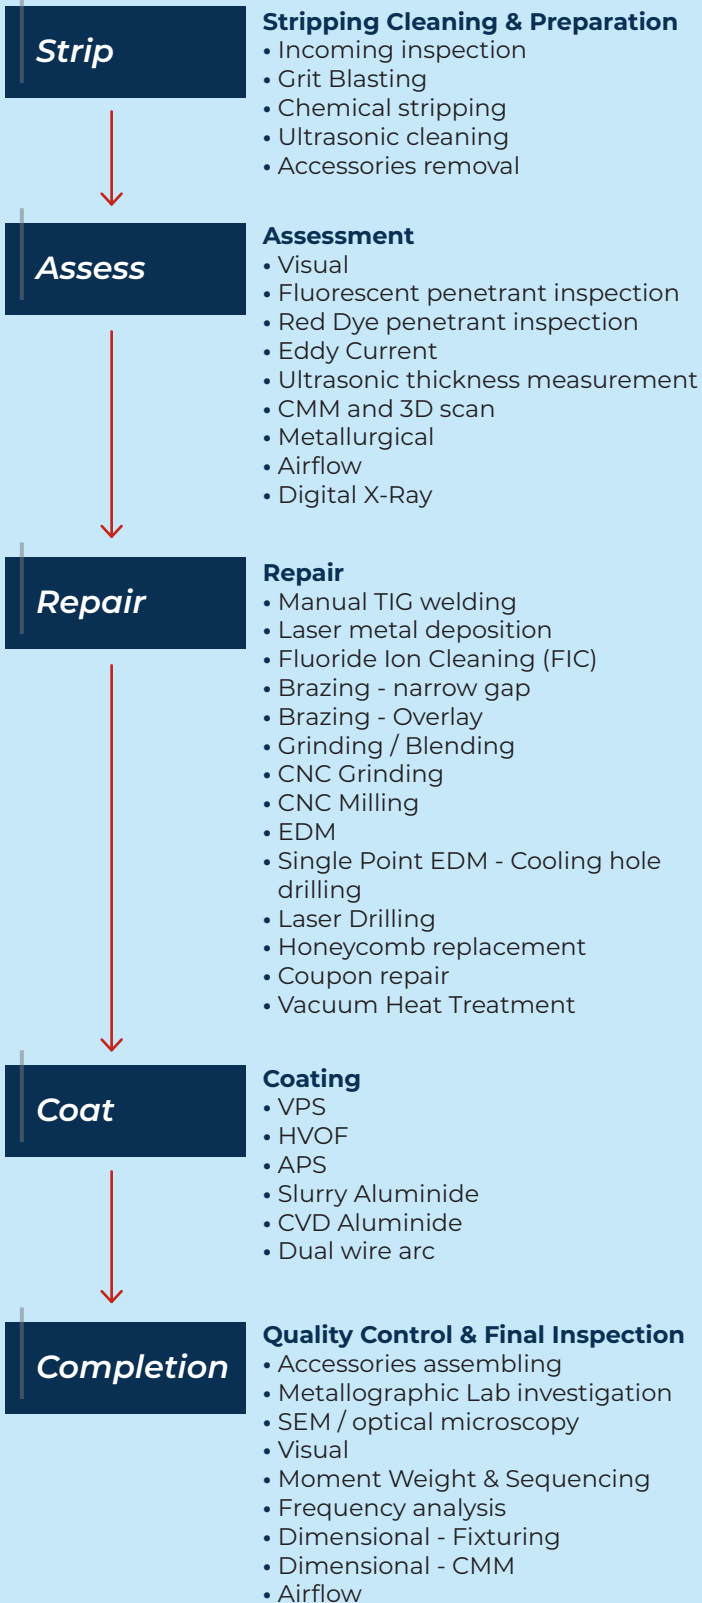 Strip
Stripping Cleaning & Preparation
• Incoming inspection
• Grit Blasting
• Chemical stripping
• Ultrasonic cleaning
• Accessories removal
Assess
Assessment
• Visual
• Fluorescent penetrant inspection
• Red Dye penetrant inspection
• Eddy Current
• Ultrasonic thickness measurement
• CMM and 3D scan
• Metallurgical
• Airflow
• Digital X-Ray
Repair
Repair
• Manual TIG welding
• Laser metal deposition
• Fluoride Ion Cleaning (FIC)
• Brazing - narrow gap
• Brazing - Overlay
• Grinding / Blending
• CNC Grinding
• CNC Milling
• EDM
• Single Point EDM - Cooling hole
drilling
• Laser Drilling
• Honeycomb replacement
• Coupon repair
• Vacuum Heat Treatment
Coat
Coating
• VPS
• HVOF
• APS
• Slurry Aluminide
• CVD Aluminide
• Dual wire arc
Completion
Quality Control & Final Inspection
• Accessories assembling
• Metallographic Lab investigation
• SEM / optical microscopy
• Visual
• Moment Weight & Sequencing
• Frequency analysis
• Dimensional - Fixturing
• Dimensional - CMM
• Airflow